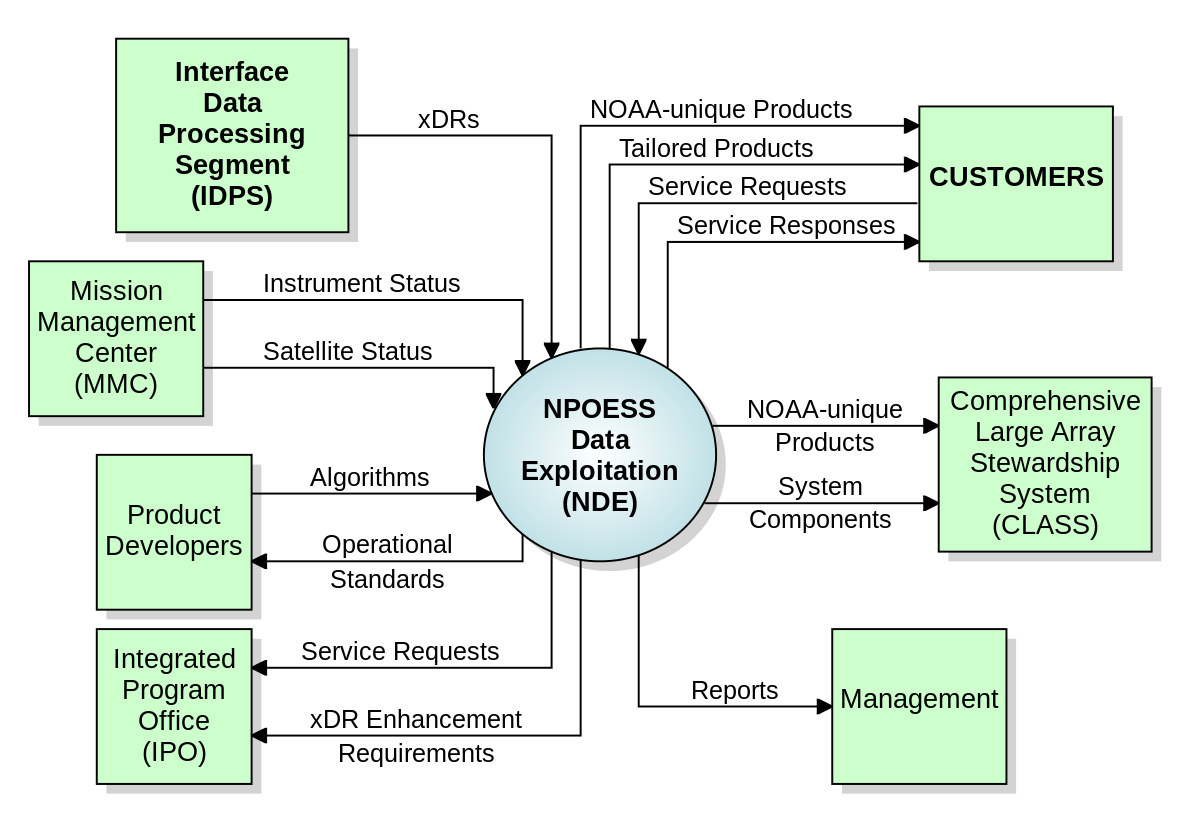 Interface
Data
Processing
Segment
(IDPS)
xDRs
NOAA-unique Products
Tailored Products
Service Requests
Service Responses
CUSTOMERS
Mission
Management
Center
(MMC)
Instrument Status
Satellite Status
NPOESS
Data
Exploitation
(NDE)
NOAA-unique
Products
System
Components
Comprehensive
Large Array
Stewardship
System
(CLASS)
Product
Developers
Algorithms
Operational
Standards
Integrated
Program
Office
(IPO)
Service Requests
xDR Enhancement
Requirements
Reports
Management